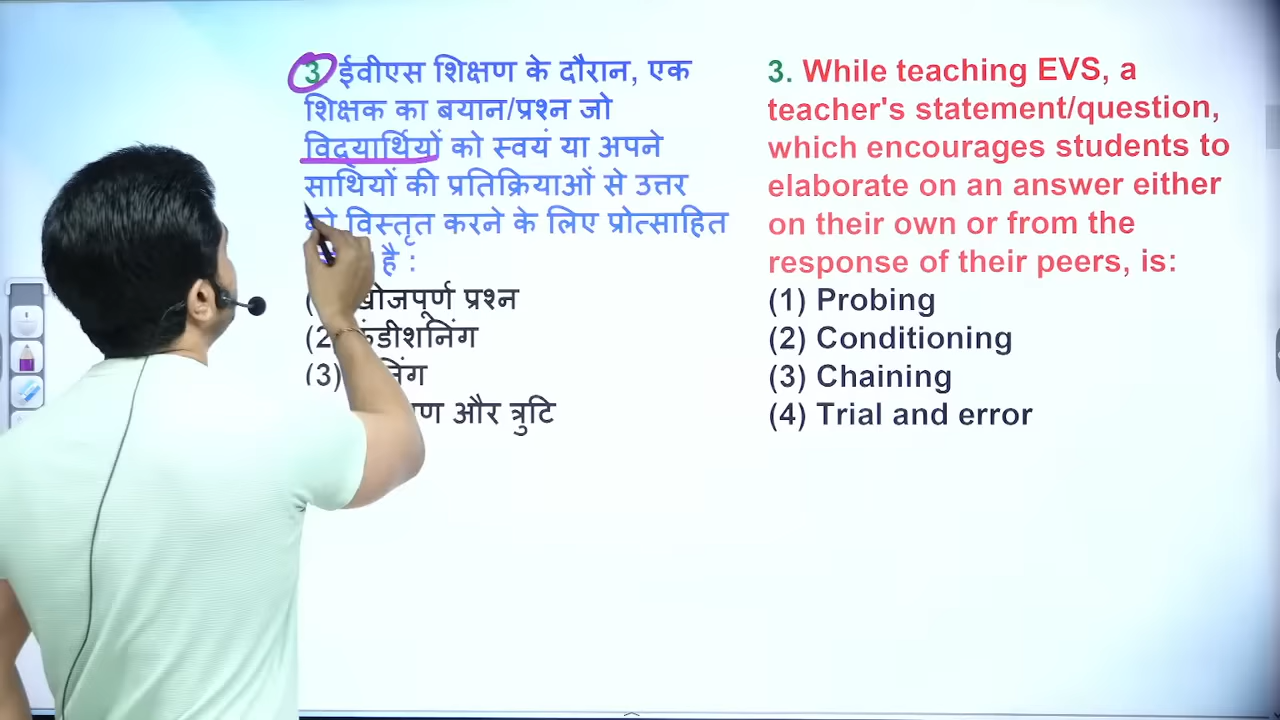 3. ईवीएस शिक्षण के दौरान, एक
शिक्षक का बयान/प्रश्न जो
विद्यार्थियों को स्वयं या अपने
साथियों की प्रतिक्रियाओं से उत्तर
को विस्तृत करने के लिए प्रोत्साहित
है :
खोजपूर्ण प्रश्न
(2) कंडीशनिंग
(3)
और त्रुटि
3. While teaching EVS, a
teacher's statement/question,
which encourages students to
elaborate on an answer either
on their own or from the
response of their peers, is:
(1) Probing
(2) Conditioning
(3) Chaining
(4) Trial and error